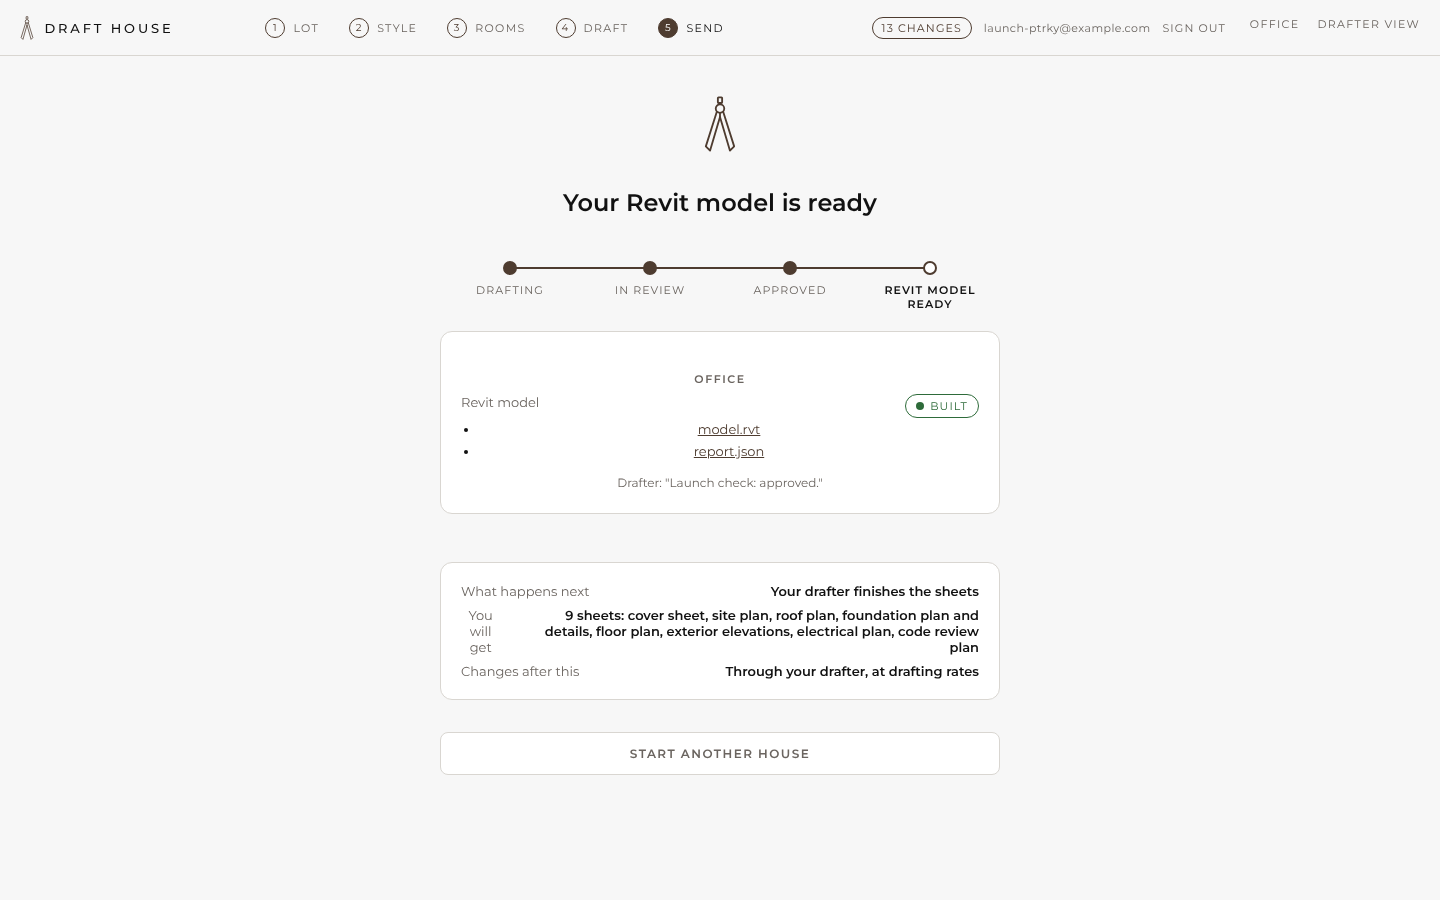 DRAFT HOUSE
1 LOT
2 STYLE
3 ROOMS
4 DRAFT
5 SEND
13 CHANGES
launch-ptrky@example.com
SIGN OUT
OFFICE
DRAFTER VIEW
Your Revit model is ready
DRAFTING
IN REVIEW
APPROVED
REVIT MODEL
READY
OFFICE
Revit model
BUILT
model.rvt
report.json
Drafter: "Launch check: approved."
What happens next
Your drafter finishes the sheets
You
will
get
9 sheets: cover sheet, site plan, roof plan, foundation plan and
details, floor plan, exterior elevations, electrical plan, code review
plan
Changes after this
Through your drafter, at drafting rates
START ANOTHER HOUSE